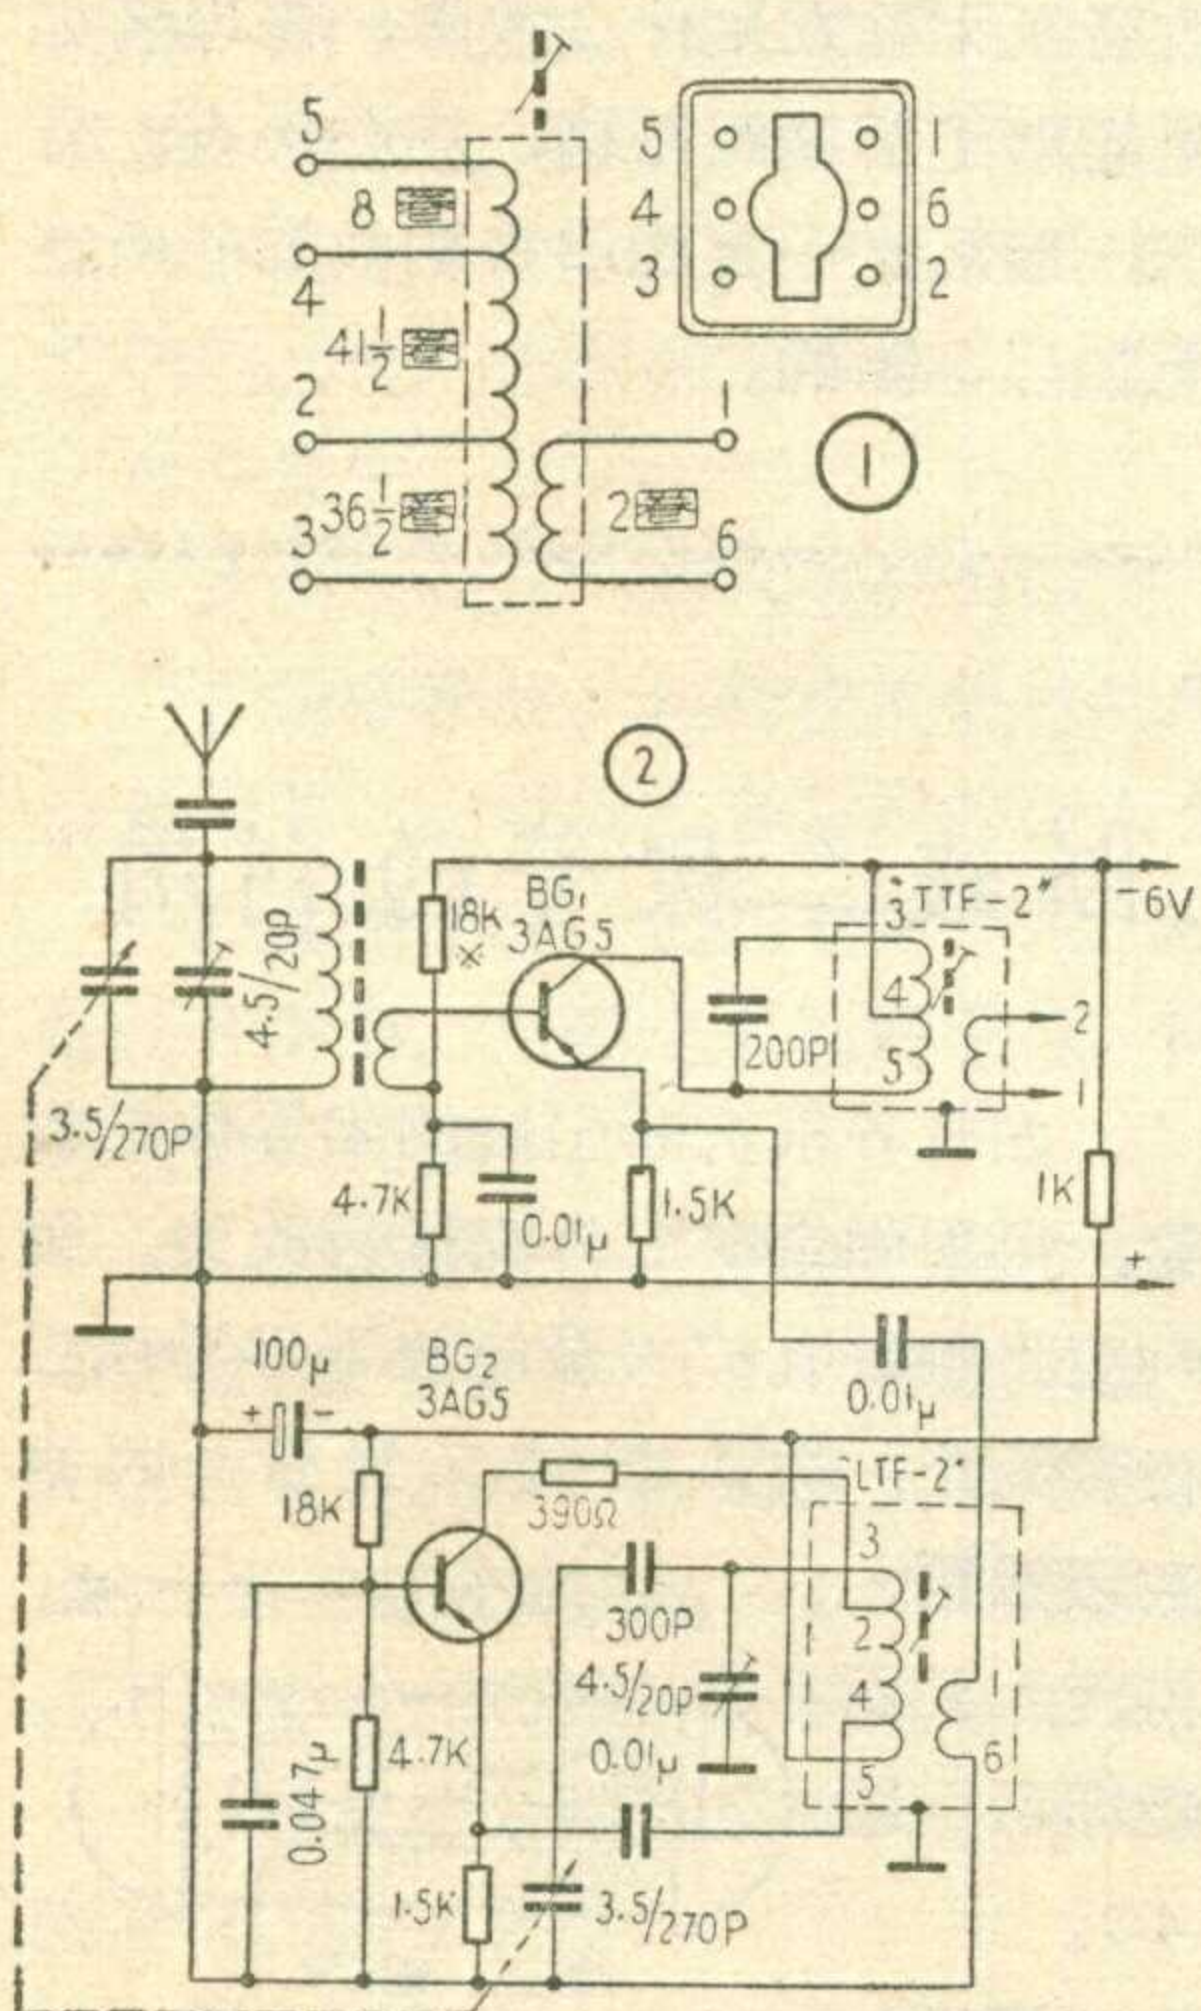 5
8
4
41½
2
36½
3
1
2
6
5 1
4 6
3 2
①
②
4.5/20P
3.5/270P
18K
※
BG₁
3AG5
4.7K
0.01μ
1.5K
200P
"TTF-2"
3
4
5
2
1
-6V
1K
+
0.01μ
100μ
+ -
BG₂
3AG5
18K
390Ω
"LTF-2"
3
2
4
5
1
6
300P
4.5/20P
0.01μ
0.047μ
4.7K
1.5K
3.5/270P